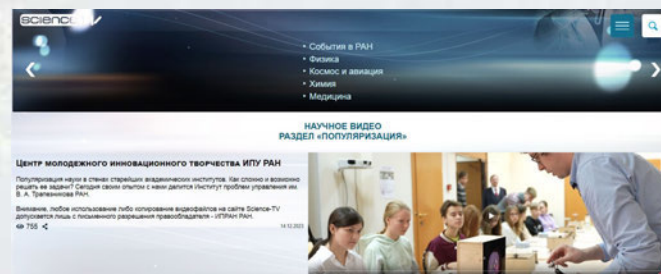 SCIENCE TV
• События в РАН
• Физика
• Космос и авиация
• Химия
• Медицина
НАУЧНОЕ ВИДЕО
РАЗДЕЛ «ПОПУЛЯРИЗАЦИЯ»
ЦЕНТР МОЛОДЕЖНОГО ИННОВАЦИОННОГО ТВОРЧЕСТВА ИПУ РАН
Популяризация науки в стенах старейших академических институтов. Как сложно и возможно
решать ее задачи? Сегодня своим опытом с нами делится Институт проблем управления им.
В. А. Трапезникова РАН.
Внимание, любое использование либо копирование видеофайлов на сайте Science-TV
допускается лишь с письменного разрешения правообладателя - ИПРАН РАН.
755
14.12.2023